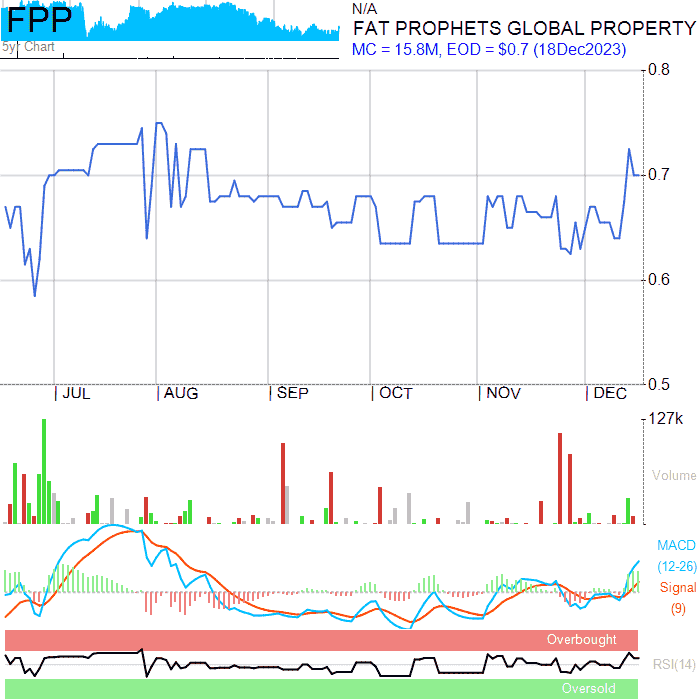 FPP
5yr Chart
N/A
FAT PROPHETS GLOBAL PROPERTY
MC = 15.8M, EOD = $0.7 (18Dec2023)
0.8
0.7
0.6
0.5
JUL
AUG
SEP
OCT
NOV
DEC
127k
Volume
MACD
(12-26)
Signal
(9)
Overbought
RSI(14)
Oversold